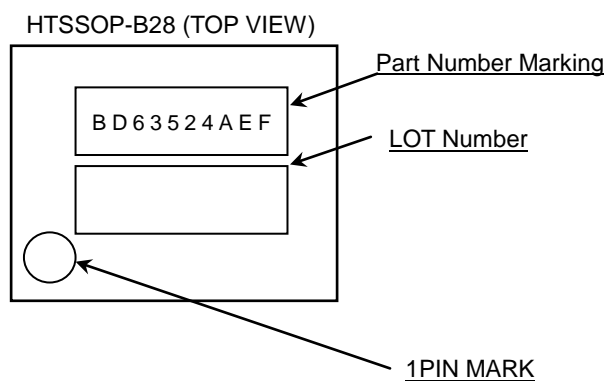 HTSSOP-B28 (TOP VIEW)
Part Number Marking
BD63524AEF
LOT Number
1PIN MARK